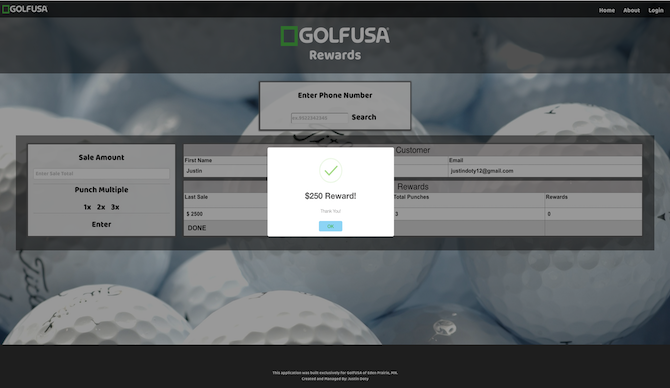 GOLFUSA
Home About Login
GOLFUSA
Rewards
Enter Phone Number
Search
Sale Amount
Enter Sale Total
Punch Multiple
1x 2x 3x
Enter
Customer
First Name
Email
Justin
justindoty12@gmail.com
Rewards
Last Sale
Total Punches
Rewards
$ 2500
3
0
DONE
$250 Reward!
Thank You!
OK
This application was built exclusively for GolfUSA of Eden Prairie, MN.
Created and Managed By: Justin Doty